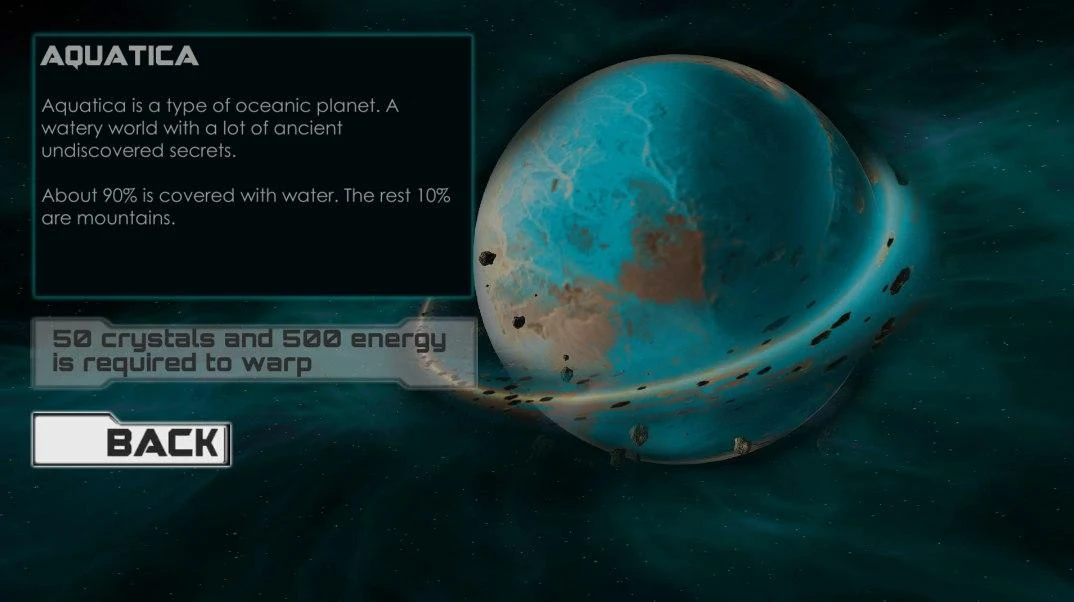 AQUATICA
Aquatica is a type of oceanic planet. A
watery world with a lot of ancient
undiscovered secrets.
About 90% is covered with water. The rest 10%
are mountains.
50 crystals and 500 energy
is required to warp
BACK